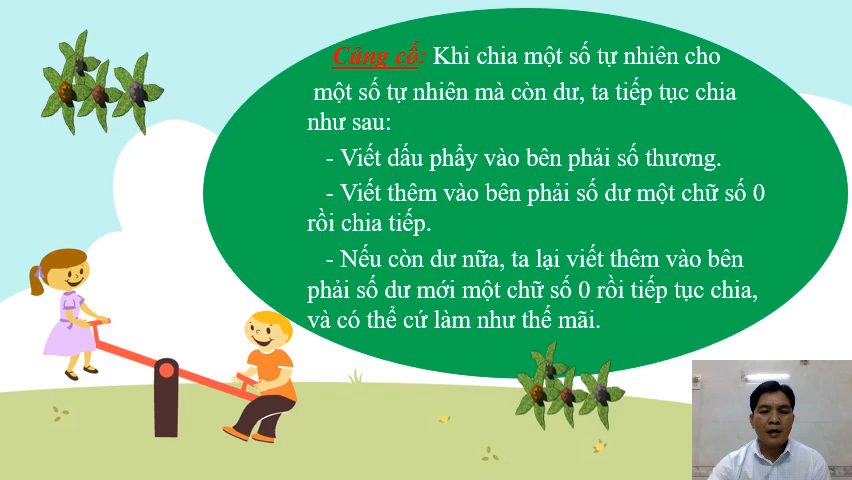 Củng cố: Khi chia một số tự nhiên cho
một số tự nhiên mà còn dư, ta tiếp tục chia
như sau:
- Viết dấu phẩy vào bên phải số thương.
- Viết thêm vào bên phải số dư một chữ số 0
rồi chia tiếp.
- Nếu còn dư nữa, ta lại viết thêm vào bên
phải số dư mới một chữ số 0 rồi tiếp tục chia,
và có thể cứ làm như thế mãi.